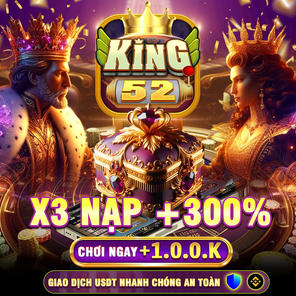 KING
52
X3 NẠP +300%
CHƠI NGAY +1.0.0.K
GIAO DỊCH USDT NHANH CHÓNG AN TOÀN